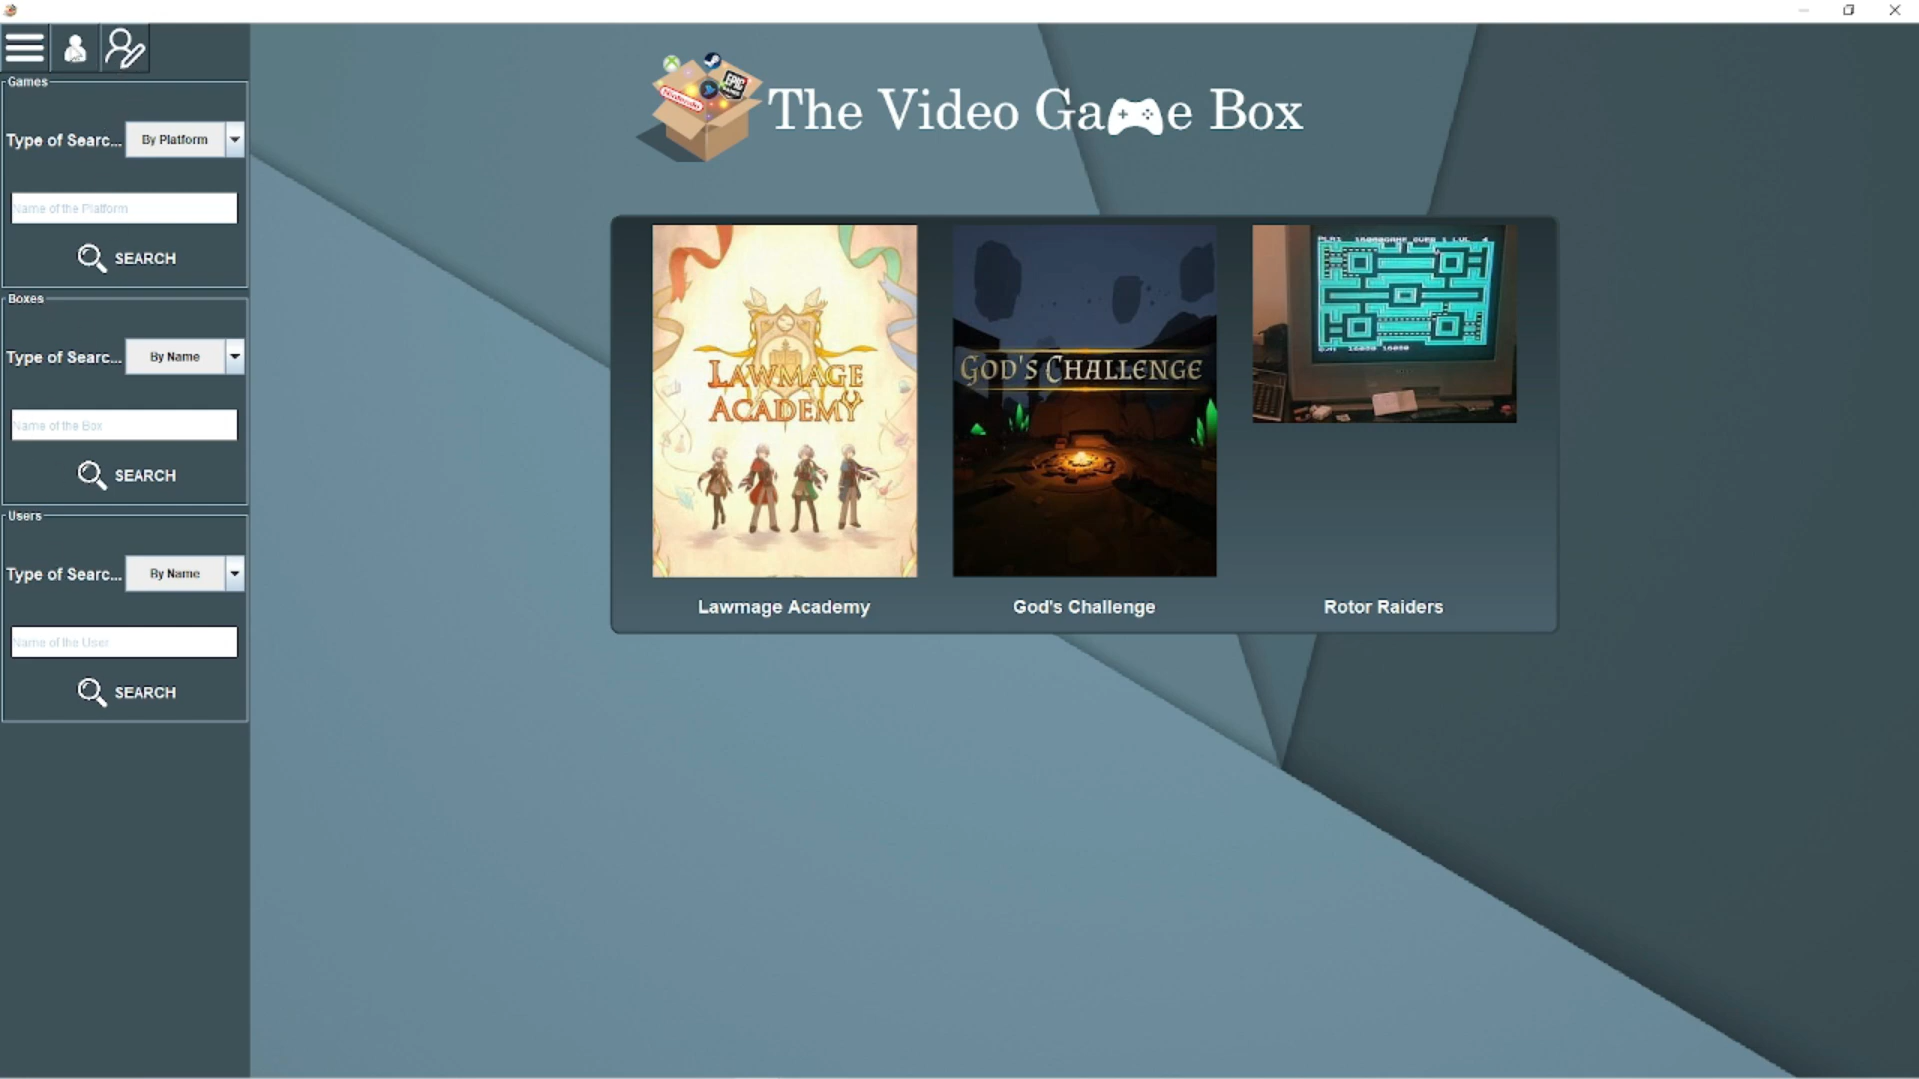 Games
Type of Searc...
By Platform
Name of the Platform
SEARCH
Boxes
Type of Searc...
By Name
Name of the Box
SEARCH
Users
Type of Searc...
By Name
Name of the User
SEARCH
Nintendo
EPIC
The Video Ga e Box
LAWMAGE
ACADEMY
GOD'S CHALLENGE
Lawmage Academy
God's Challenge
Rotor Raiders